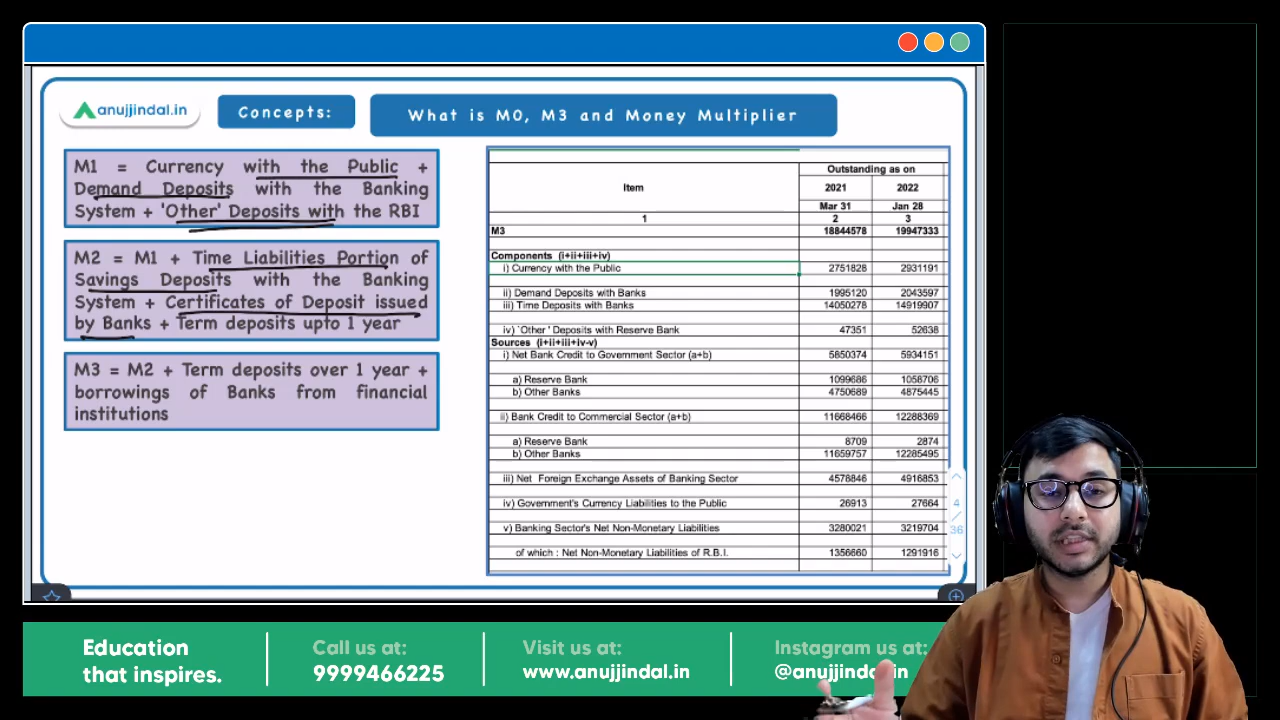 anujjindal.in
Concepts:
What is M0, M3 and Money Multiplier
M1 = Currency with the Public +
Demand Deposits with the Banking
System + 'Other' Deposits with the RBI
M2 = M1 + Time Liabilities Portion of
Savings Deposits with the Banking
System + Certificates of Deposit issued
by Banks + Term deposits upto 1 year
M3 = M2 + Term deposits over 1 year +
borrowings of Banks from financial
institutions
Item
Outstanding as on
2021 2022
Mar 31 Jan 28
1 2 3
M3 18844578 19947333
Components (i+ii+iii+iv)
i) Currency with the Public 2751828 2931191
ii) Demand Deposits with Banks 1995120 2043597
iii) Time Deposits with Banks 14050278 14919907
iv) `Other ' Deposits with Reserve Bank 47351 52638
Sources (i+ii+iii+iv-v)
i) Net Bank Credit to Government Sector (a+b) 5850374 5934151
a) Reserve Bank 1099686 1058706
b) Other Banks 4750689 4875445
ii) Bank Credit to Commercial Sector (a+b) 11668466 12288369
a) Reserve Bank 8709 2874
b) Other Banks 11659757 12285495
iii) Net Foreign Exchange Assets of Banking Sector 4578846 4916853
iv) Government's Currency Liabilities to the Public 26913 27664
v) Banking Sector's Net Non-Monetary Liabilities 3280021 3219704
of which : Net Non-Monetary Liabilities of R.B.I. 1356660 1291916
4
/
36
Education
that inspires.
Call us at:
9999466225
Visit us at:
www.anujjindal.in
Instagram us at:
@anujjindal.in